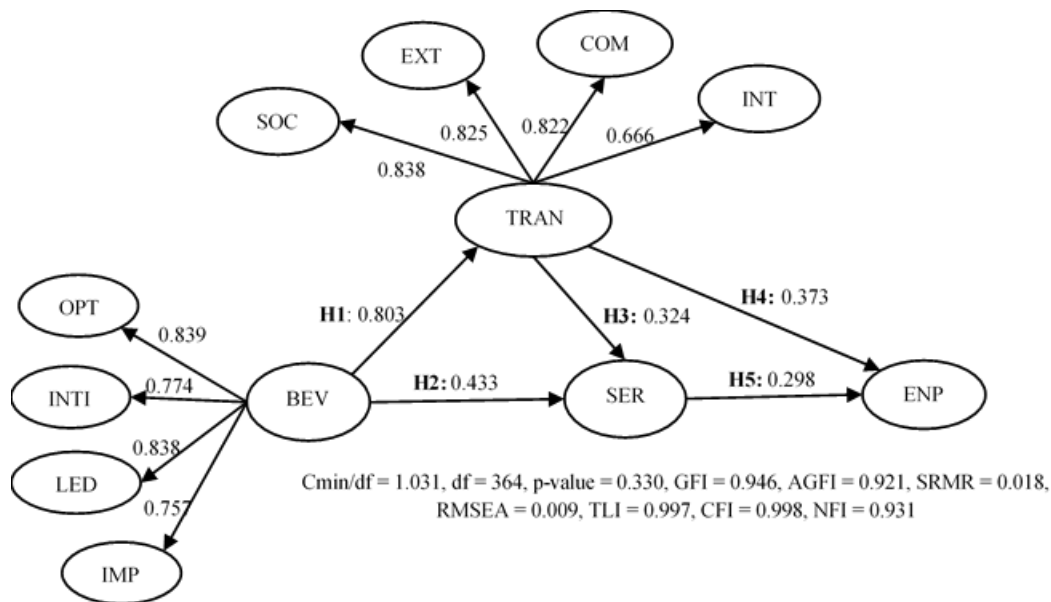 COM
EXT
INT
SOC
0.825
0.822
0.666
0.838
TRAN
OPT
H1: 0.803
H3: 0.324
H4: 0.373
0.839
INTI
0.774
BEV
H2: 0.433
SER
H5: 0.298
ENP
0.838
LED
0.757
IMP
Cmin/df = 1.031, df = 364, p-value = 0.330, GFI = 0.946, AGFI = 0.921, SRMR = 0.018,
RMSEA = 0.009, TLI = 0.997, CFI = 0.998, NFI = 0.931